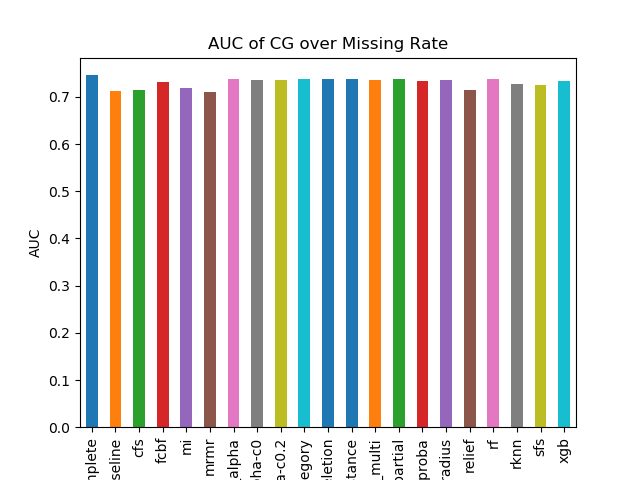 AUC of CG over Missing Rate
AUC
0.7
0.6
0.5
0.4
0.3
0.2
0.1
0.0
mplete
seline
cfs
fcbf
mi
mrmr
_alpha
ha-c0
a-c0.2
egory
eletion
tance
_multi
partial
proba
radius
relief
rf
rknn
sfs
xgb